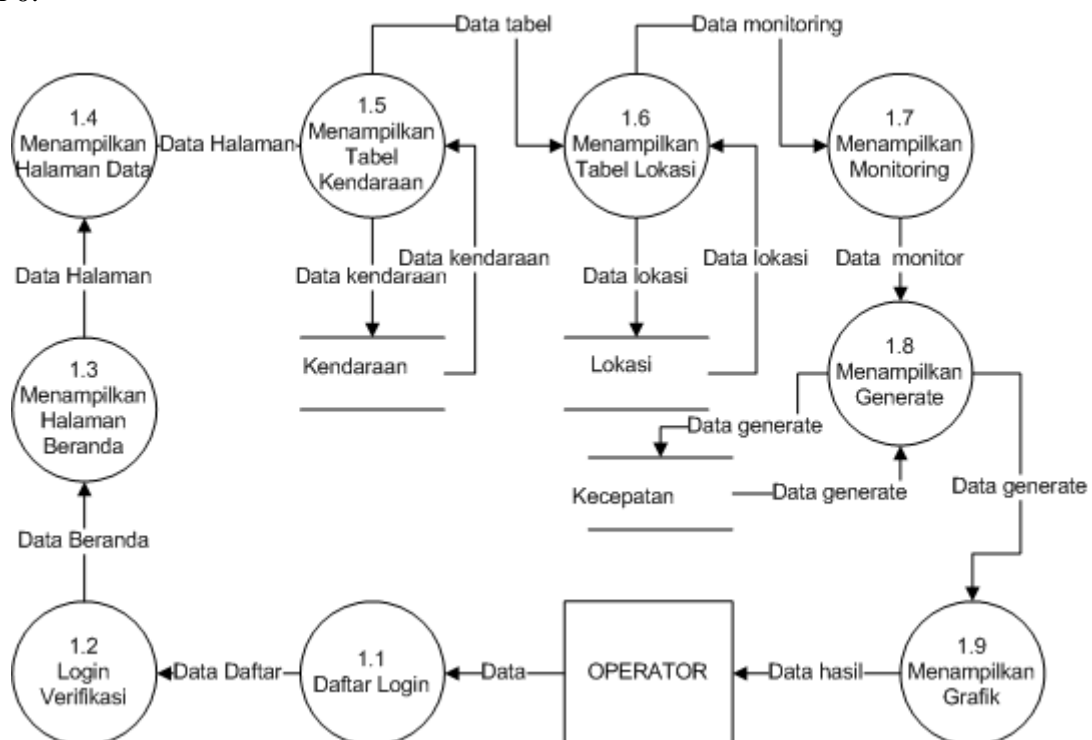 Data tabel
Data monitoring
1.4
Menampilkan
Halaman Data
Data Halaman
1.5
Menampilkan
Tabel
Kendaraan
1.6
Menampilkan
Tabel Lokasi
1.7
Menampilkan
Monitoring
Data Halaman
Data kendaraan
Data kendaraan
Data lokasi
Data lokasi
Data monitor
1.3
Menampilkan
Halaman
Beranda
Kendaraan
Lokasi
1.8
Menampilkan
Generate
Data generate
Kecepatan
Data generate
Data generate
Data Beranda
1.2
Login
Verifikasi
Data Daftar
1.1
Daftar Login
Data
OPERATOR
Data hasil
1.9
Menampilkan
Grafik